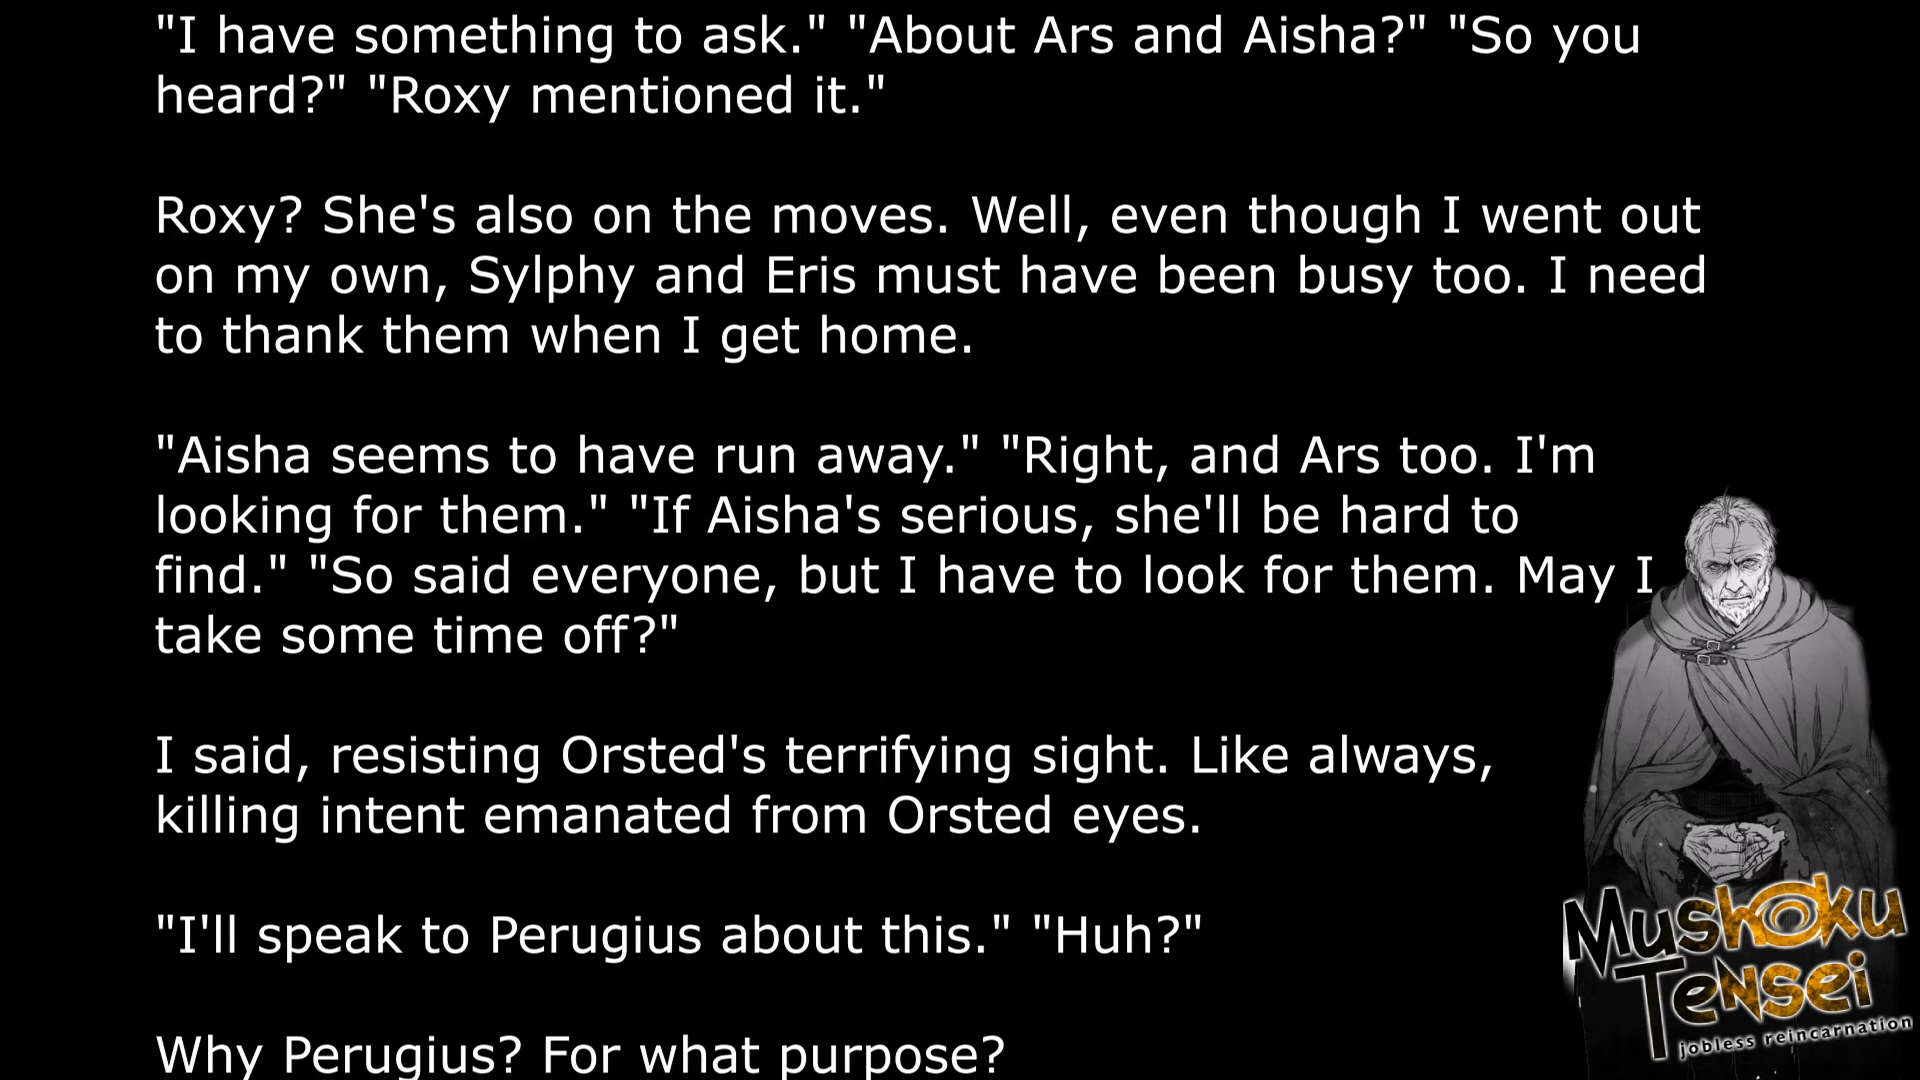 "I have something to ask." "About Ars and Aisha?" "So you
heard?" "Roxy mentioned it."
Roxy? She's also on the moves. Well, even though I went out
on my own, Sylphy and Eris must have been busy too. I need
to thank them when I get home.
"Aisha seems to have run away." "Right, and Ars too. I'm
looking for them." "If Aisha's serious, she'll be hard to
find." "So said everyone, but I have to look for them. May I
take some time off?"
I said, resisting Orsted's terrifying sight. Like always,
killing intent emanated from Orsted eyes.
"I'll speak to Perugius about this." "Huh?"
Why Perugius? For what purpose?
Mushoku
Tensei
jobless reincarnation